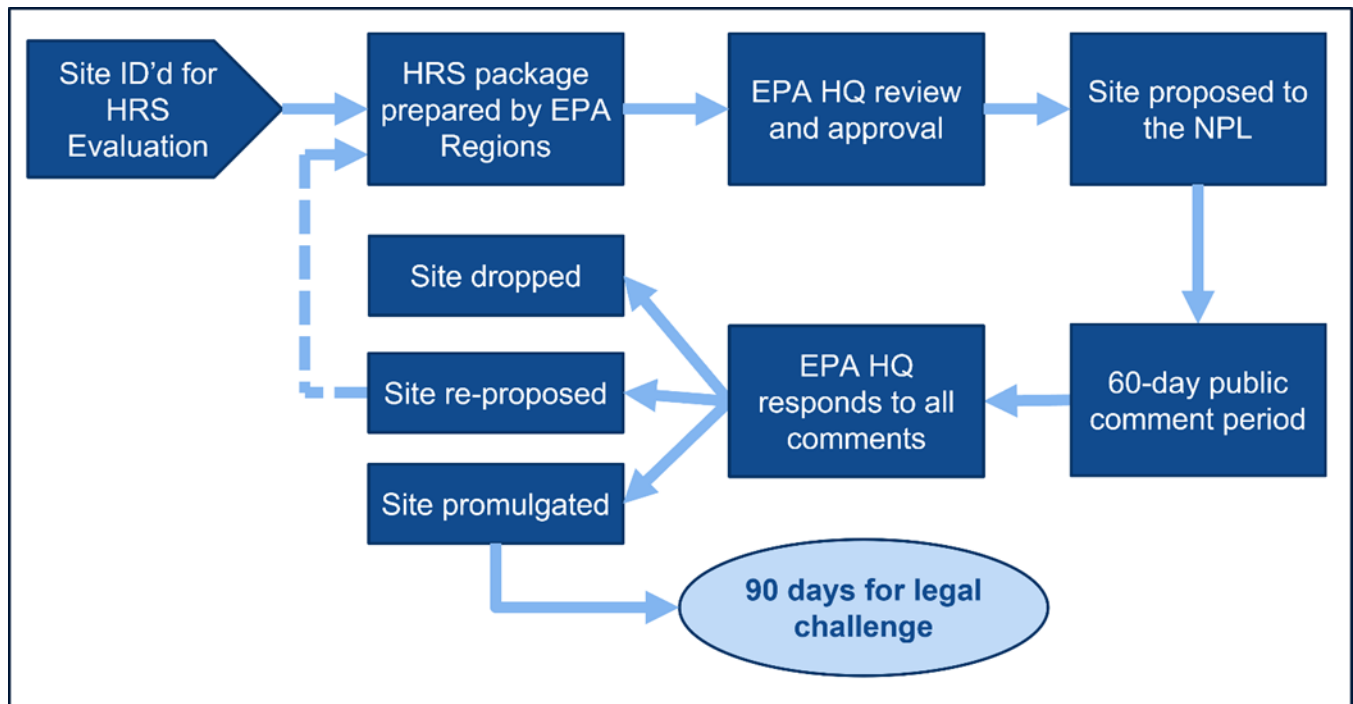 Site ID’d for
HRS
Evaluation
HRS package
prepared by EPA
Regions
EPA HQ review
and approval
Site proposed to
the NPL
60-day public
comment period
EPA HQ
responds to all
comments
Site dropped
Site re-proposed
Site promulgated
90 days for legal
challenge